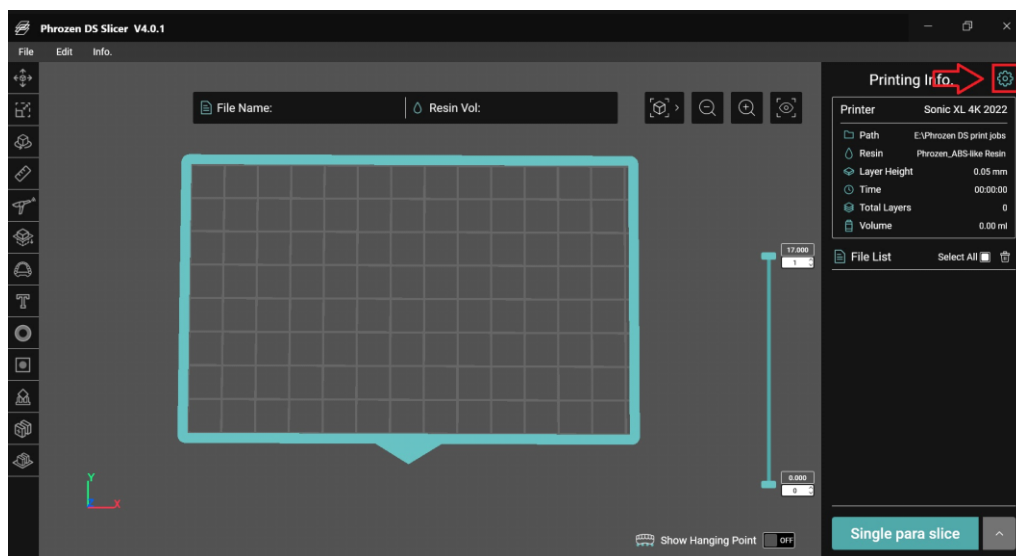 Phrozen DS Slicer V4.0.1
File Edit Info.
Printing Info.
File Name: Resin Vol:
Printer Sonic XL 4K 2022
Path E:\Phrozen DS print jobs
Resin Phrozen_ABS-like Resin
Layer Height 0.05 mm
Time 00:00:00
Total Layers 0
Volume 0.00 ml
File List Select All
17.000
1
0.000
0
Y
X
Show Hanging Point OFF
Single para slice